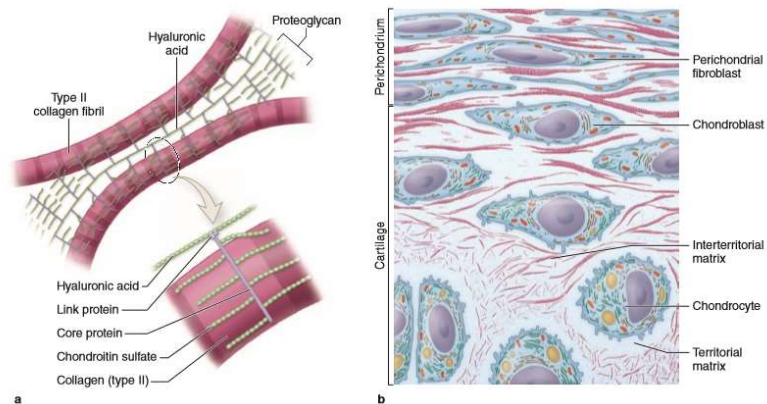 a
Proteoglycan
Hyaluronic
acid
Type II
collagen fibril
Hyaluronic acid
Link protein
Core protein
Chondroitin sulfate
Collagen (type II)
b
Perichondrium
Cartilage
Perichondrial
fibroblast
Chondroblast
Interterritorial
matrix
Chondrocyte
Territorial
matrix